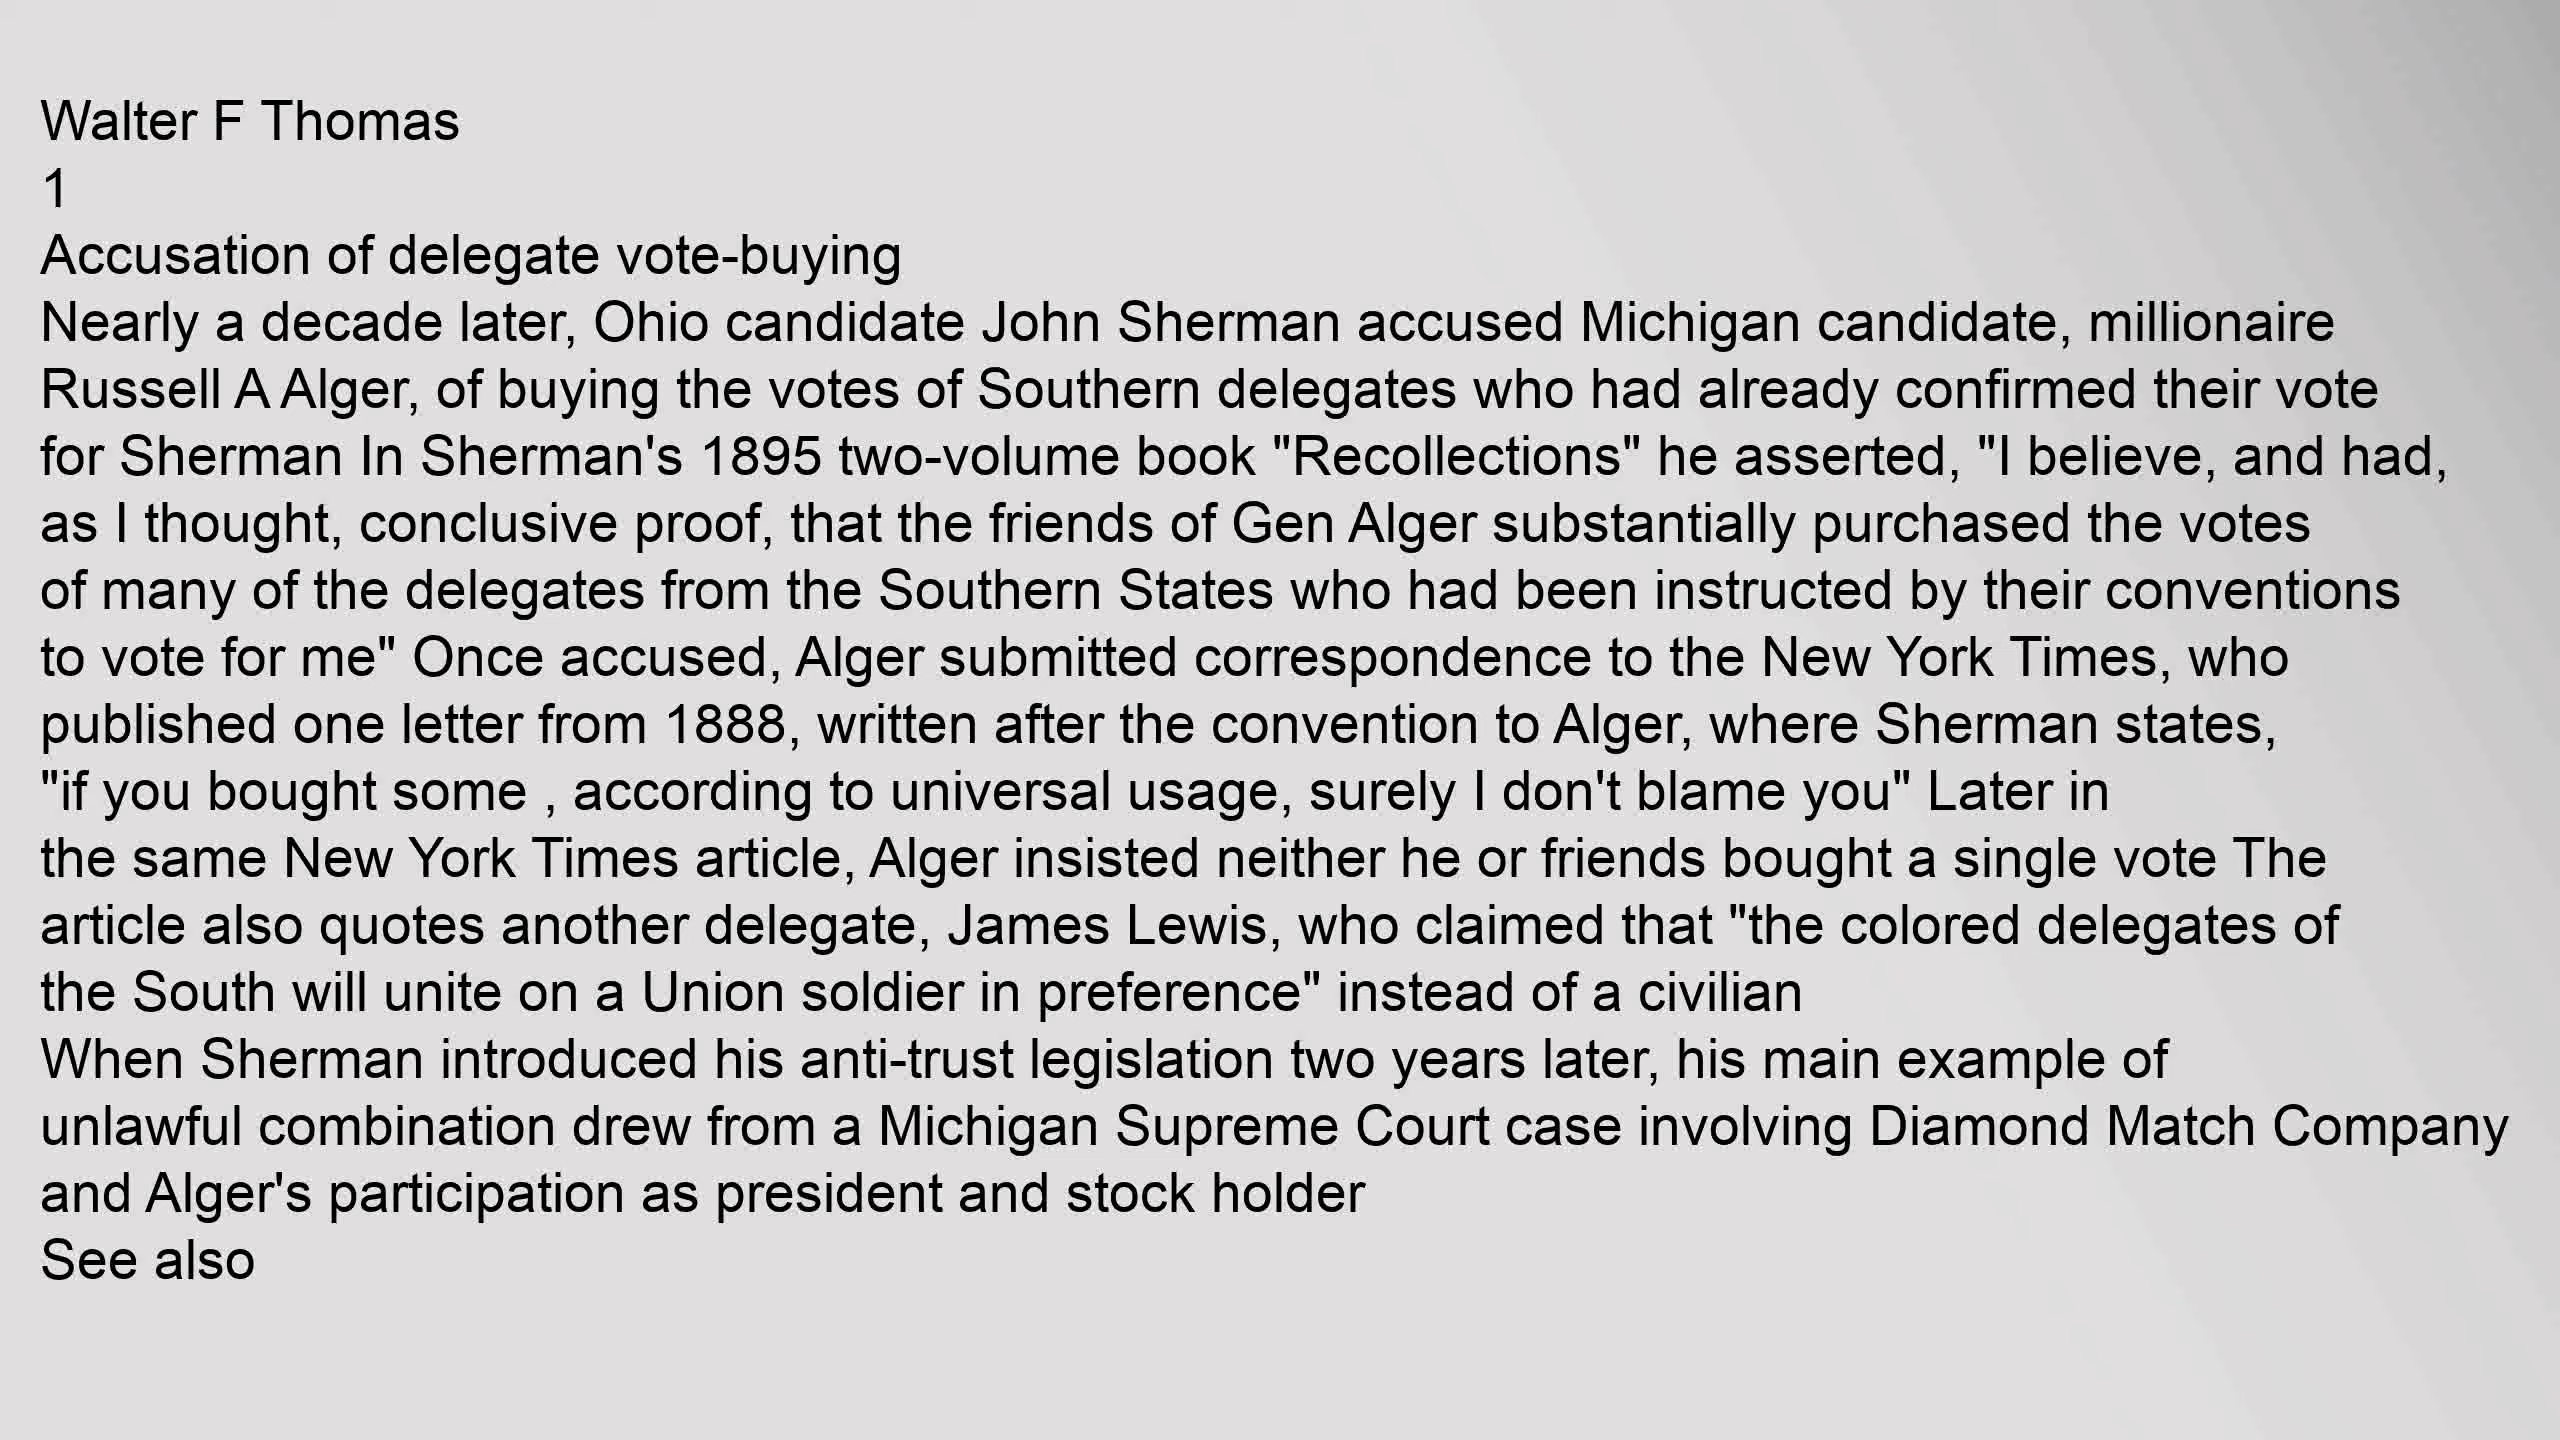 Walter F Thomas
1
Accusation of delegate vote-buying
Nearly a decade later, Ohio candidate John Sherman accused Michigan candidate, millionaire
Russell A Alger, of buying the votes of Southern delegates who had already confirmed their vote
for Sherman In Sherman's 1895 two-volume book "Recollections" he asserted, "I believe, and had,
as I thought, conclusive proof, that the friends of Gen Alger substantially purchased the votes
of many of the delegates from the Southern States who had been instructed by their conventions
to vote for me" Once accused, Alger submitted correspondence to the New York Times, who
published one letter from 1888, written after the convention to Alger, where Sherman states,
"if you bought some , according to universal usage, surely I don't blame you" Later in
the same New York Times article, Alger insisted neither he or friends bought a single vote The
article also quotes another delegate, James Lewis, who claimed that "the colored delegates of
the South will unite on a Union soldier in preference" instead of a civilian
When Sherman introduced his anti-trust legislation two years later, his main example of
unlawful combination drew from a Michigan Supreme Court case involving Diamond Match Company
and Alger's participation as president and stock holder
See also